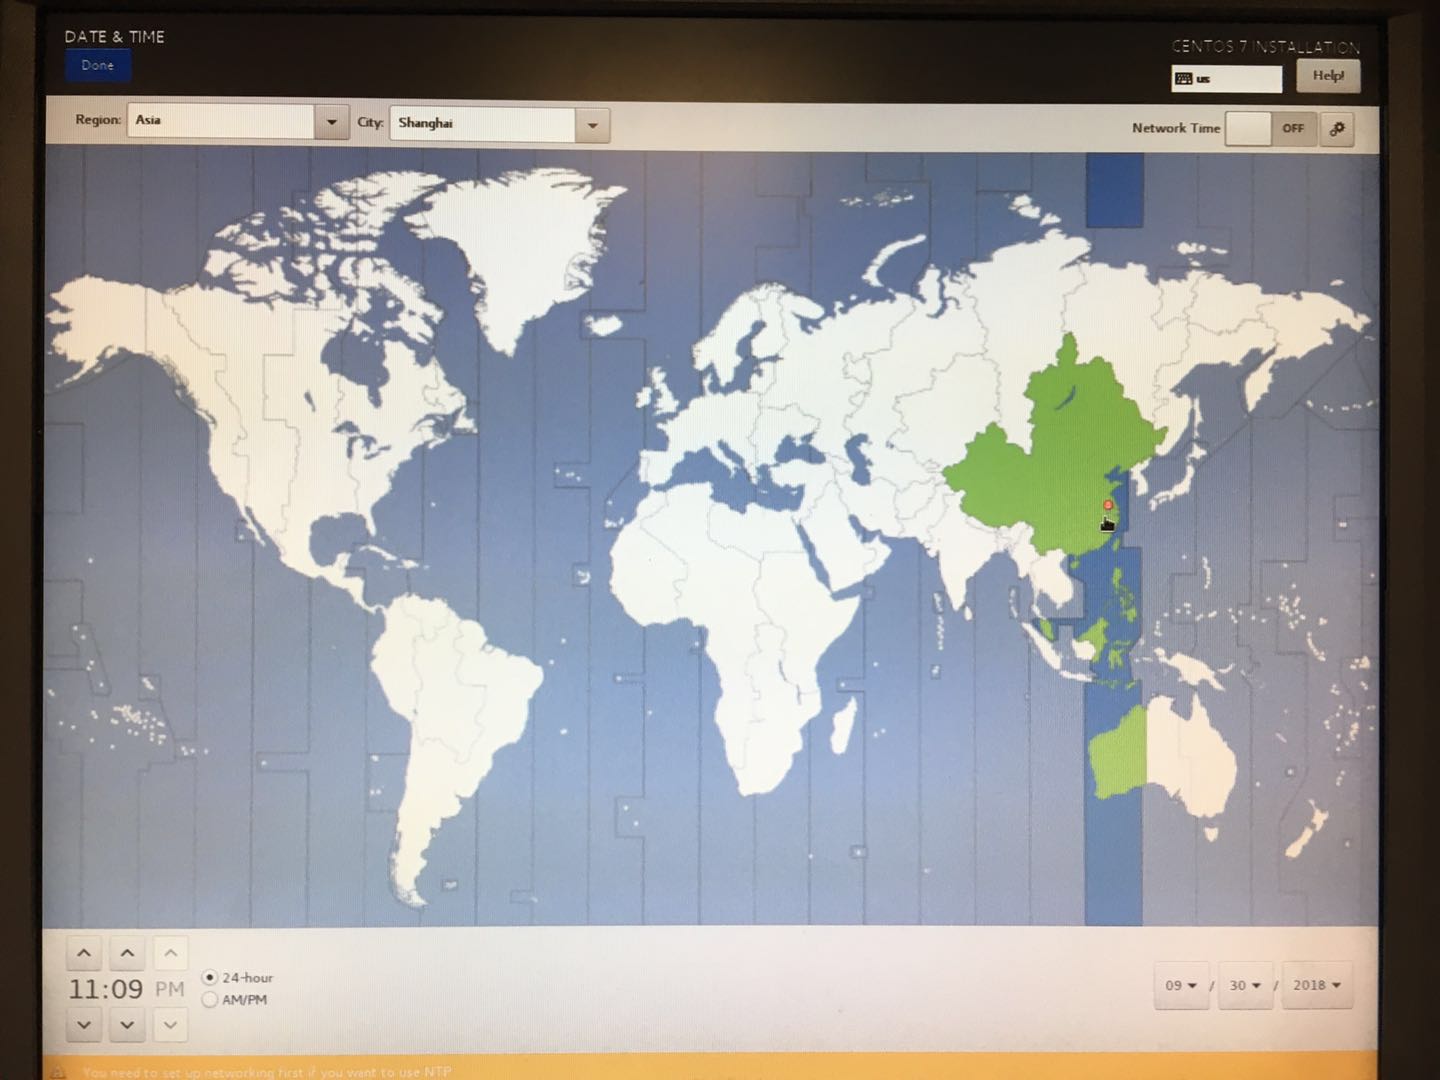 DATE & TIME
CENTOS 7 INSTALLATION
Done
us
Help!
Region:
Asia
City:
Shanghai
Network Time
OFF
11:09 PM
24-hour
AM/PM
09 / 30 / 2018
You need to set up networking first if you want to use NTP